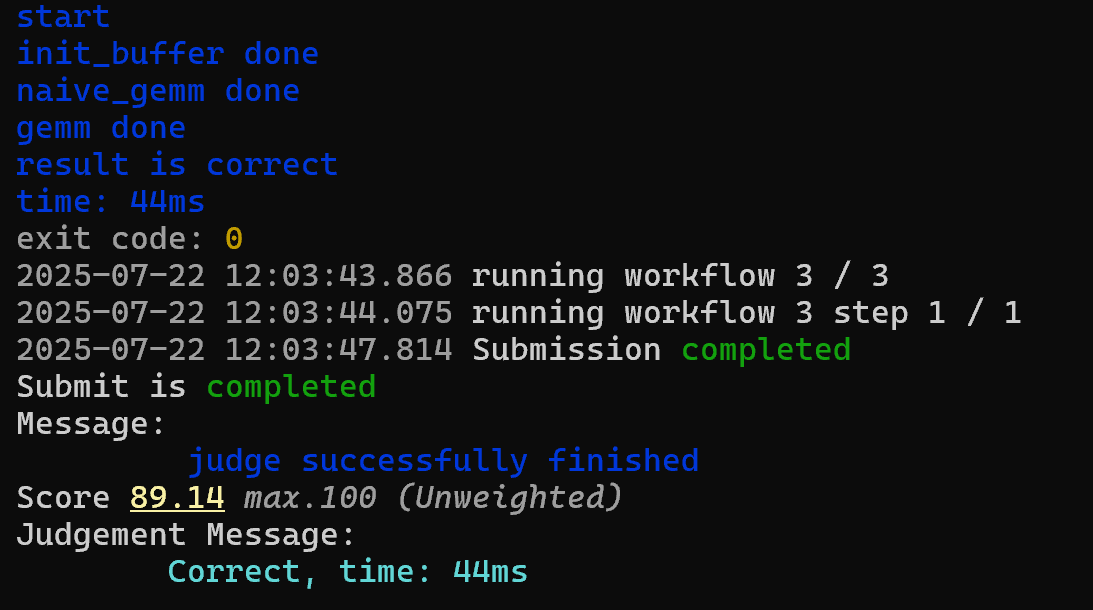 start
init_buffer done
naive_gemm done
gemm done
result is correct
time: 44ms
exit code: 0
2025-07-22 12:03:43.866 running workflow 3 / 3
2025-07-22 12:03:44.075 running workflow 3 step 1 / 1
2025-07-22 12:03:47.814 Submission completed
Submit is completed
Message:
judge successfully finished
Score 89.14 max.100 (Unweighted)
Judgement Message:
Correct, time: 44ms